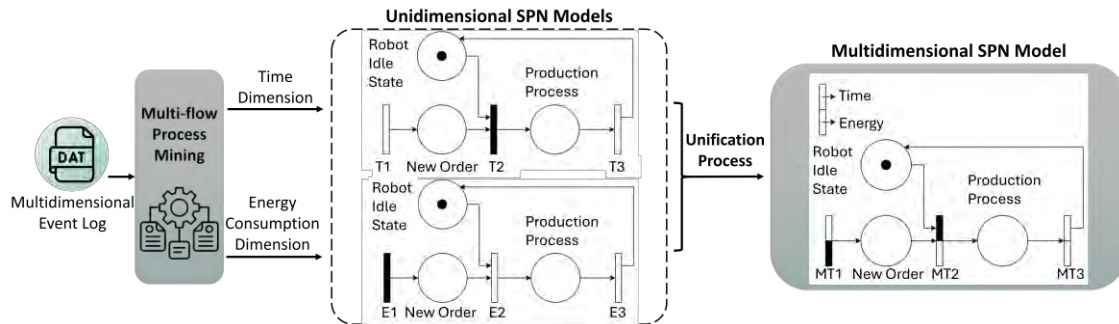 Unidimensional SPN Models
Robot
Idle
State
Production
Process
T1
New Order
T2
T3
Robot
Idle
State
Production
Process
E1
New Order
E2
E3
DAT
Multidimensional
Event Log
Multi-flow
Process
Mining
Time
Dimension
Energy
Consumption
Dimension
Unification
Process
Multidimensional SPN Model
Time
Energy
Robot
Idle
State
Production
Process
MT1
New Order
MT2
MT3